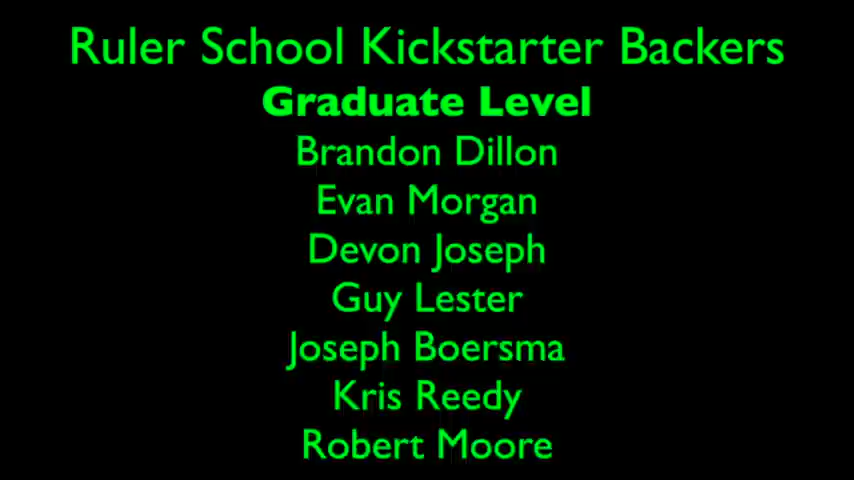 Ruler School Kickstarter Backers
Graduate Level
Brandon Dillon
Evan Morgan
Devon Joseph
Guy Lester
Joseph Boersma
Kris Reedy
Robert Moore